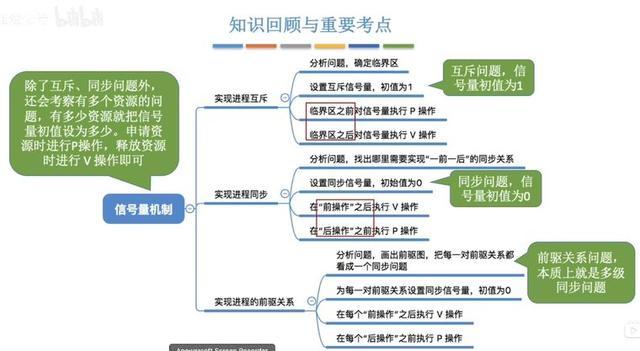 知识回顾与重要考点
除了互斥、同步问题外，
还会考察有多个资源的问
题，有多少资源就把信号
量初值设为多少。申请资
源时进行P操作，释放资源
时进行 V 操作即可
信号量机制
实现进程互斥
分析问题，确定临界区
设置互斥信号量，初值为1
临界区之前对信号量执行 P 操作
临界区之后对信号量执行 V 操作
互斥问题，信
号量初值为1
实现进程同步
分析问题，找出哪里需要实现“一前一后”的同步关系
设置同步信号量，初始值为0
在“前操作”之后执行 V 操作
在“后操作”之前执行 P 操作
同步问题，信
号量初值为0
实现进程的前驱关系
分析问题，画出前驱图，把每一对前驱关系都
看成一个同步问题
为每一对前驱关系设置同步信号量，初值为0
在每个“前操作”之后执行 V 操作
在每个“后操作”之前执行 P 操作
前驱关系问题，
本质上就是多级
同步问题